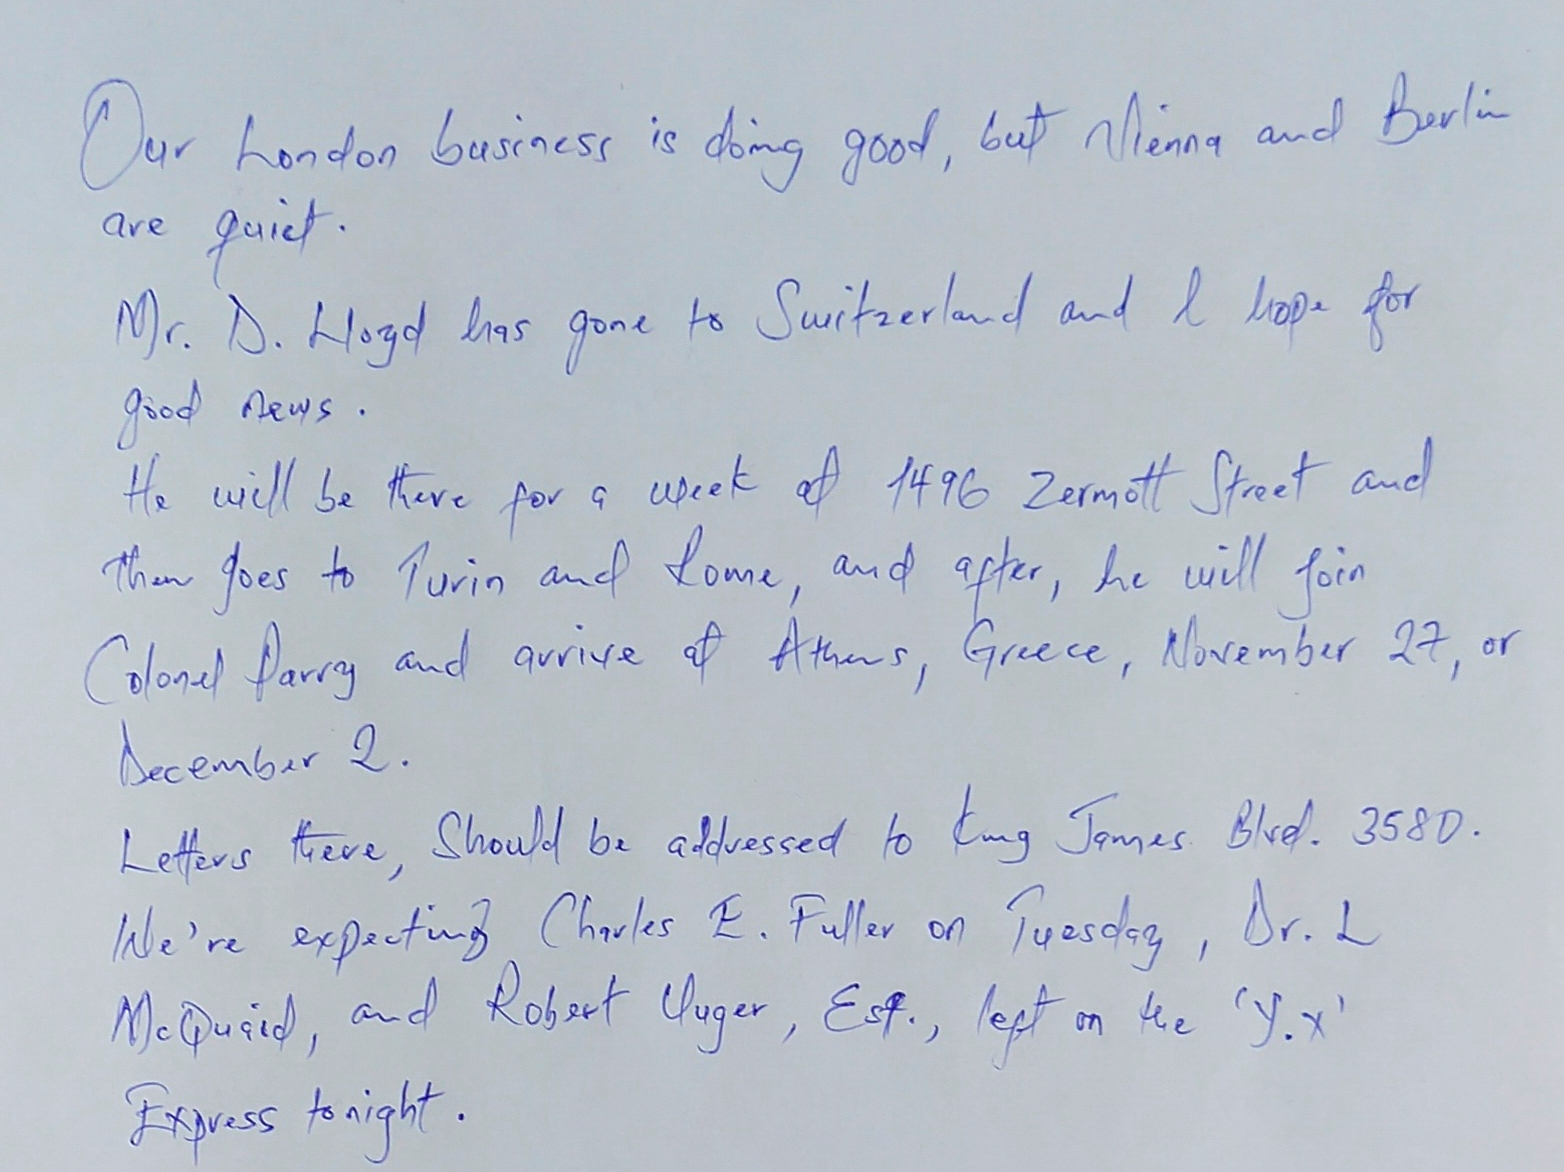 Our London business is doing good, but Vienna and Berlin
are quiet.
Mr. D. Lloyd has gone to Switzerland and I hope for
good news.
He will be there for a week at 1496 Zermott Street and
then goes to Turin and Rome, and after, he will join
Colonel Parry and arrive at Athens, Greece, November 27, or
December 2.
Letters there, Should be addressed to King James Blvd. 3580.
We're expecting Charles E. Fuller on Tuesday, Dr. L
McQuaid, and Robert Unger, Esq., left on the 'Y.X'
Express tonight.